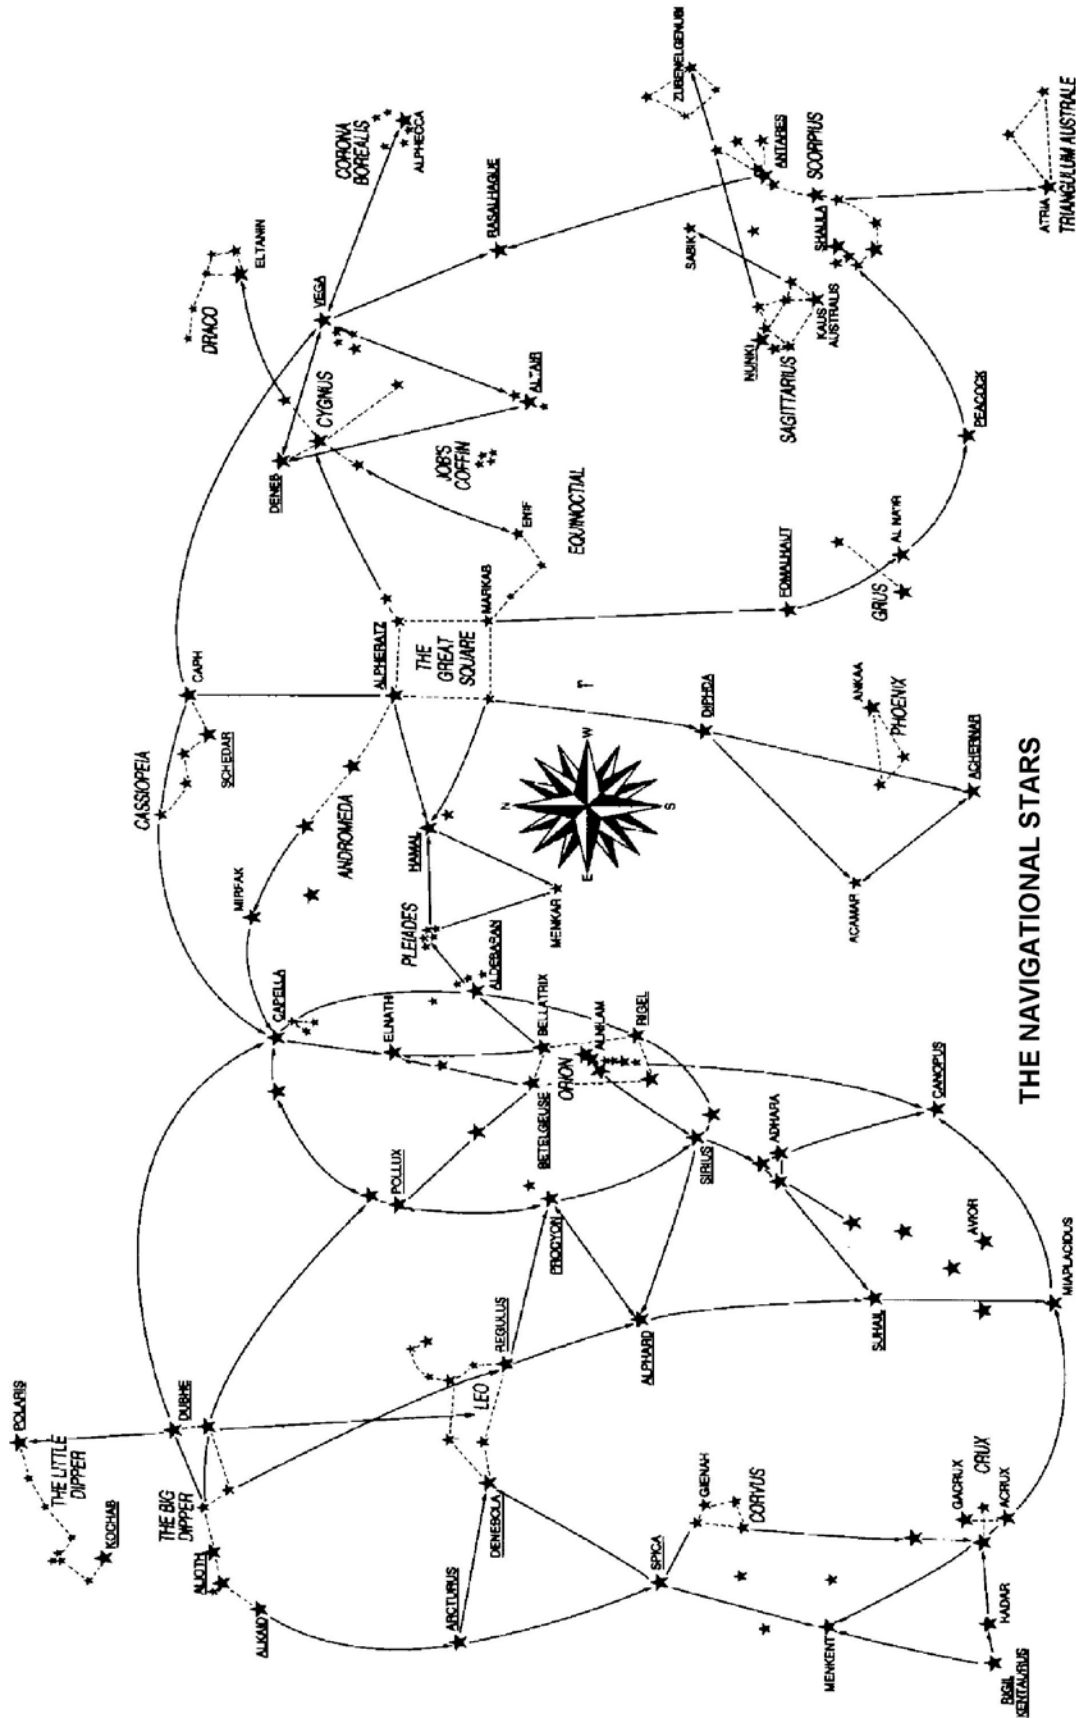 POLARIS
THE LITTLE
DIPPER
KOCHAB
DUBHE
THE BIG
DIPPER
ALIOTH
ALKAID
ARCTURUS
DENEBOLA
LEO
REGULUS
SPICA
GIENAH
CORVUS
MENKENT
GACRUX
CRUX
ACRUX
HADAR
RIGIL
KENTAURUS
ALPHARD
SUHAIL
MIAPLACIDUS
AVIOR
CAPELLA
POLLUX
PROCYON
BETELGIEUSE
ELNATH
BELLATRIX
ORION
ALNILAM
RIGEL
SIRIUS
ADHARA
CANOPUS
CASSIOPEIA
CAPH
SCHEDAR
MIRFAX
ANDROMEDA
PLEIADES
HAMAL
ALDEBARAN
MENKAR
ALPHERATZ
THE
GREAT
SQUARE
MARKAB
N
E
W
S
DIPHDA
ACAMAR
ANKAA
PHOENIX
ACHERNAR
DRACO
ELTANIN
VEGA
CYGNUS
DENEB
ALTAIR
JOB'S
COFFIN
ENIF
EQUINOCTIAL
FOMALHAUT
GRUS
AL NA'IR
PEACOCK
CORONA
BOREALIS
ALPHECCA
RASALHAGUE
ZUBENELGENUBI
SABIK
ANTARES
SCORPIUS
SHAULA
NUNKI
SAGITTARIUS
KAUS
AUSTRALIS
ATRIA
TRIANGULUM AUSTRALE
THE NAVIGATIONAL STARS